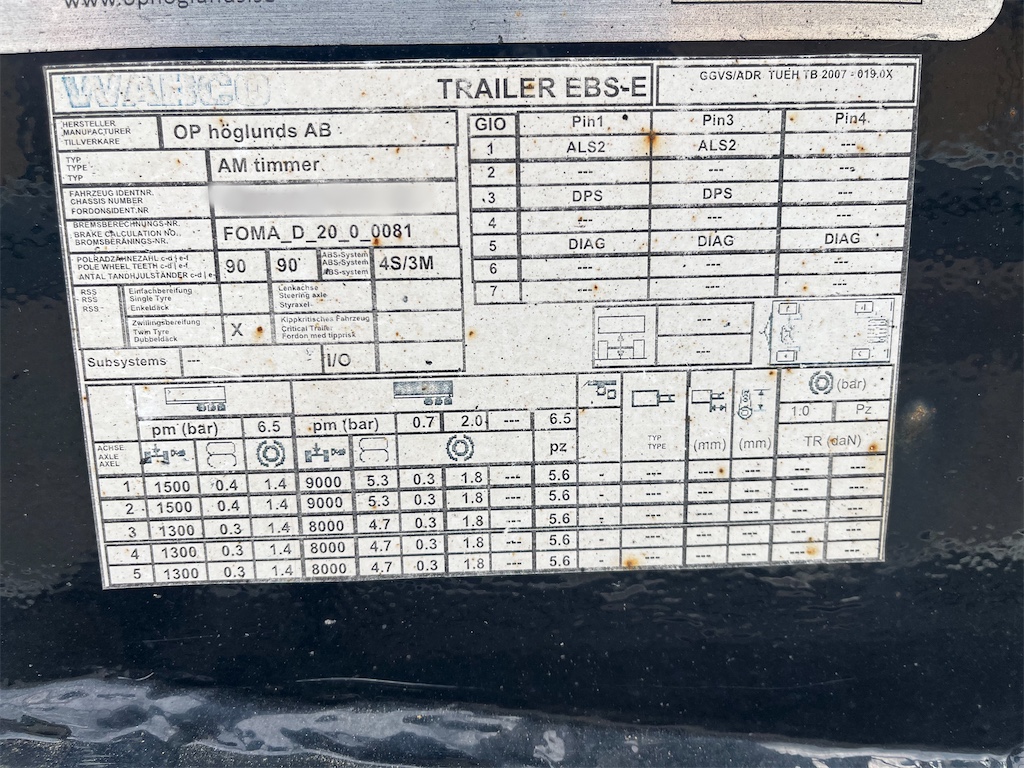 WABCO
TRAILER EBS-E
GGVS/ADR TUEH TB 2007 - 019.0X
HERSTELLER
MANUFACTURER
TILLVERKARE
OP höglunds AB
TYP
TYPE
TYP
AM timmer
FAHRZEUG IDENTNR.
CHASSIS NUMBER
FORDONSIDENT.NR
BREMSBERECHNUNGS-NR.
BRAKE CALCULATION NO..
BROMSBERÄNINGS-NR.
FOMA_D_20_0_0081
POLRADZÄHNEZAHL c-d | e-f
POLE WHEEL TEETH c-d | e-f
ANTAL TANDHJULSTÄNDER c-d | e-f
90 90
ABS-System
ABS-System
ABS-system
4S/3M
RSS
RSS
RSS
Einfachbereifung
Single Tyre
Enkeldäck
Lenkachse
Steering axle
Styraxel
Zwillingsbereifung
Twin Tyre
Dubbeldäck
X
Kippkritisches Fahrzeug
Critical Trailer
Fordon med tipprisk
Subsystems --- I/O
GIO Pin1 Pin3 Pin4
1 ALS2 ALS2 ---
2 --- --- ---
3 DPS DPS ---
4 --- --- ---
5 DIAG DIAG DIAG
6 --- --- ---
7 --- --- ---
---
---
pm (bar) 6.5 pm (bar) 0.7 2.0 --- 6.5
(bar)
1.0 Pz
ACHSE
AXLE
AXEL
pz
TYP
TYPE
(mm) (mm) TR (daN)
1 1500 0.4 1.4 9000 5.3 0.3 1.8 --- 5.6 - --- --- --- --- ---
2 1500 0.4 1.4 9000 5.3 0.3 1.8 --- 5.6 - --- --- --- --- ---
3 1300 0.3 1.4 8000 4.7 0.3 1.8 --- 5.6 - --- --- --- --- ---
4 1300 0.3 1.4 8000 4.7 0.3 1.8 --- 5.6 - --- --- --- --- ---
5 1300 0.3 1.4 8000 4.7 0.3 1.8 --- 5.6 - --- --- --- --- ---